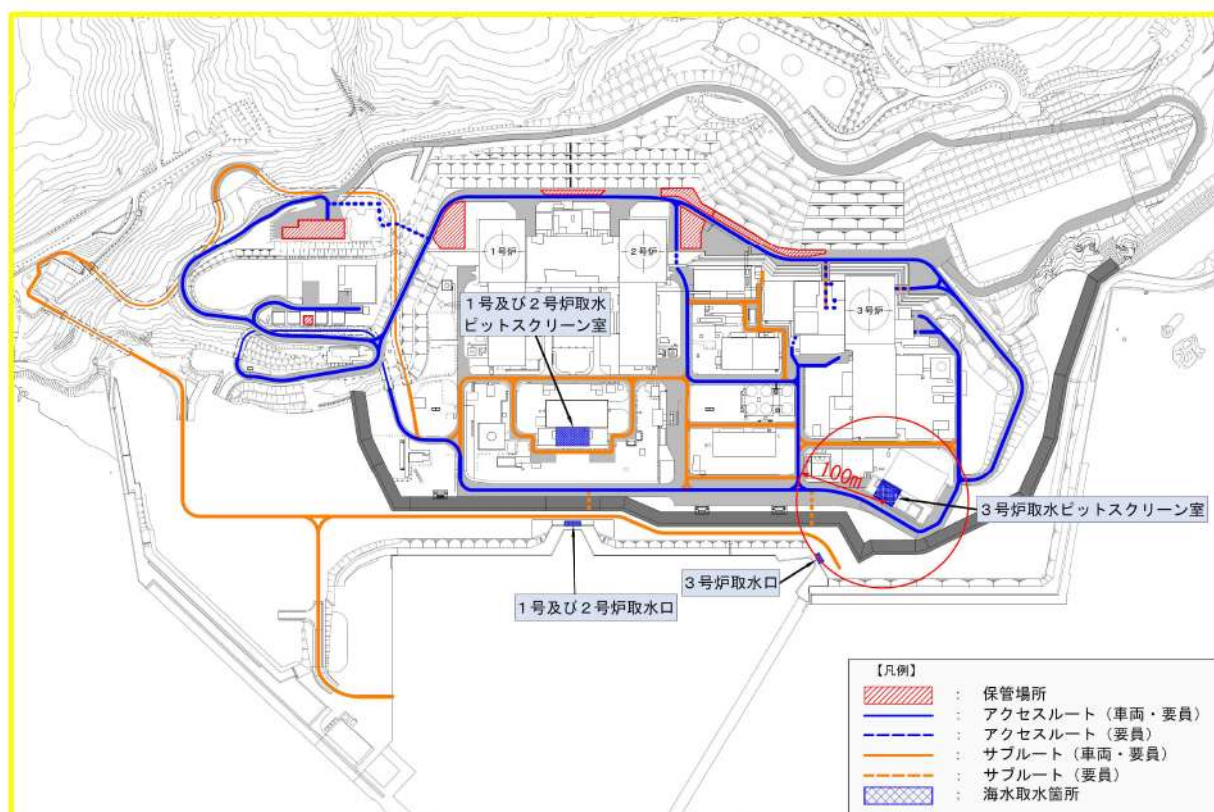 1号炉
2号炉
3号炉
1号及び2号炉取水
ピットスクリーン室
100m
3号炉取水ピットスクリーン室
3号炉取水口
1号及び2号炉取水口
【凡例】
： 保管場所
： アクセスルート（車両・要員）
： アクセスルート（要員）
： サブルート（車両・要員）
： サブルート（要員）
： 海水取水箇所